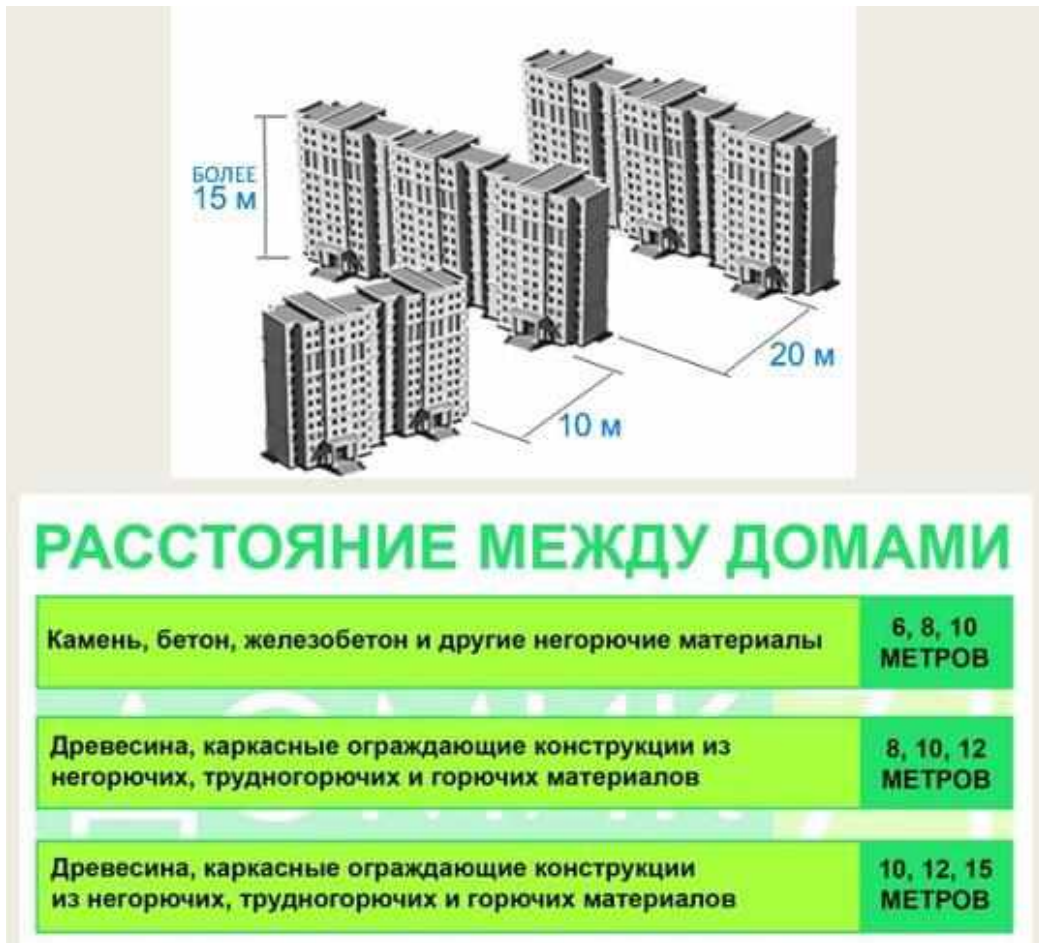 БОЛЕЕ
15 м
20 м
10 м
РАССТОЯНИЕ МЕЖДУ ДОМАМИ
Камень, бетон, железобетон и другие негорючие материалы
6, 8, 10
МЕТРОВ
Древесина, каркасные ограждающие конструкции из
негорючих, трудногорючих и горючих материалов
8, 10, 12
МЕТРОВ
Древесина, каркасные ограждающие конструкции
из негорючих, трудногорючих и горючих материалов
10, 12, 15
МЕТРОВ